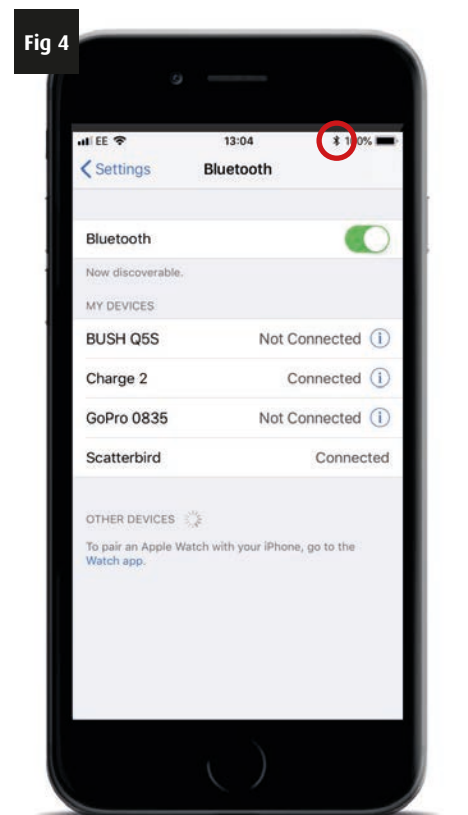 Fig 4
EE 13:04 100%
Settings Bluetooth
Bluetooth
Now discoverable.
MY DEVICES
BUSH Q5S Not Connected
Charge 2 Connected
GoPro 0835 Not Connected
Scatterbird Connected
OTHER DEVICES
To pair an Apple Watch with your iPhone, go to the
Watch app.